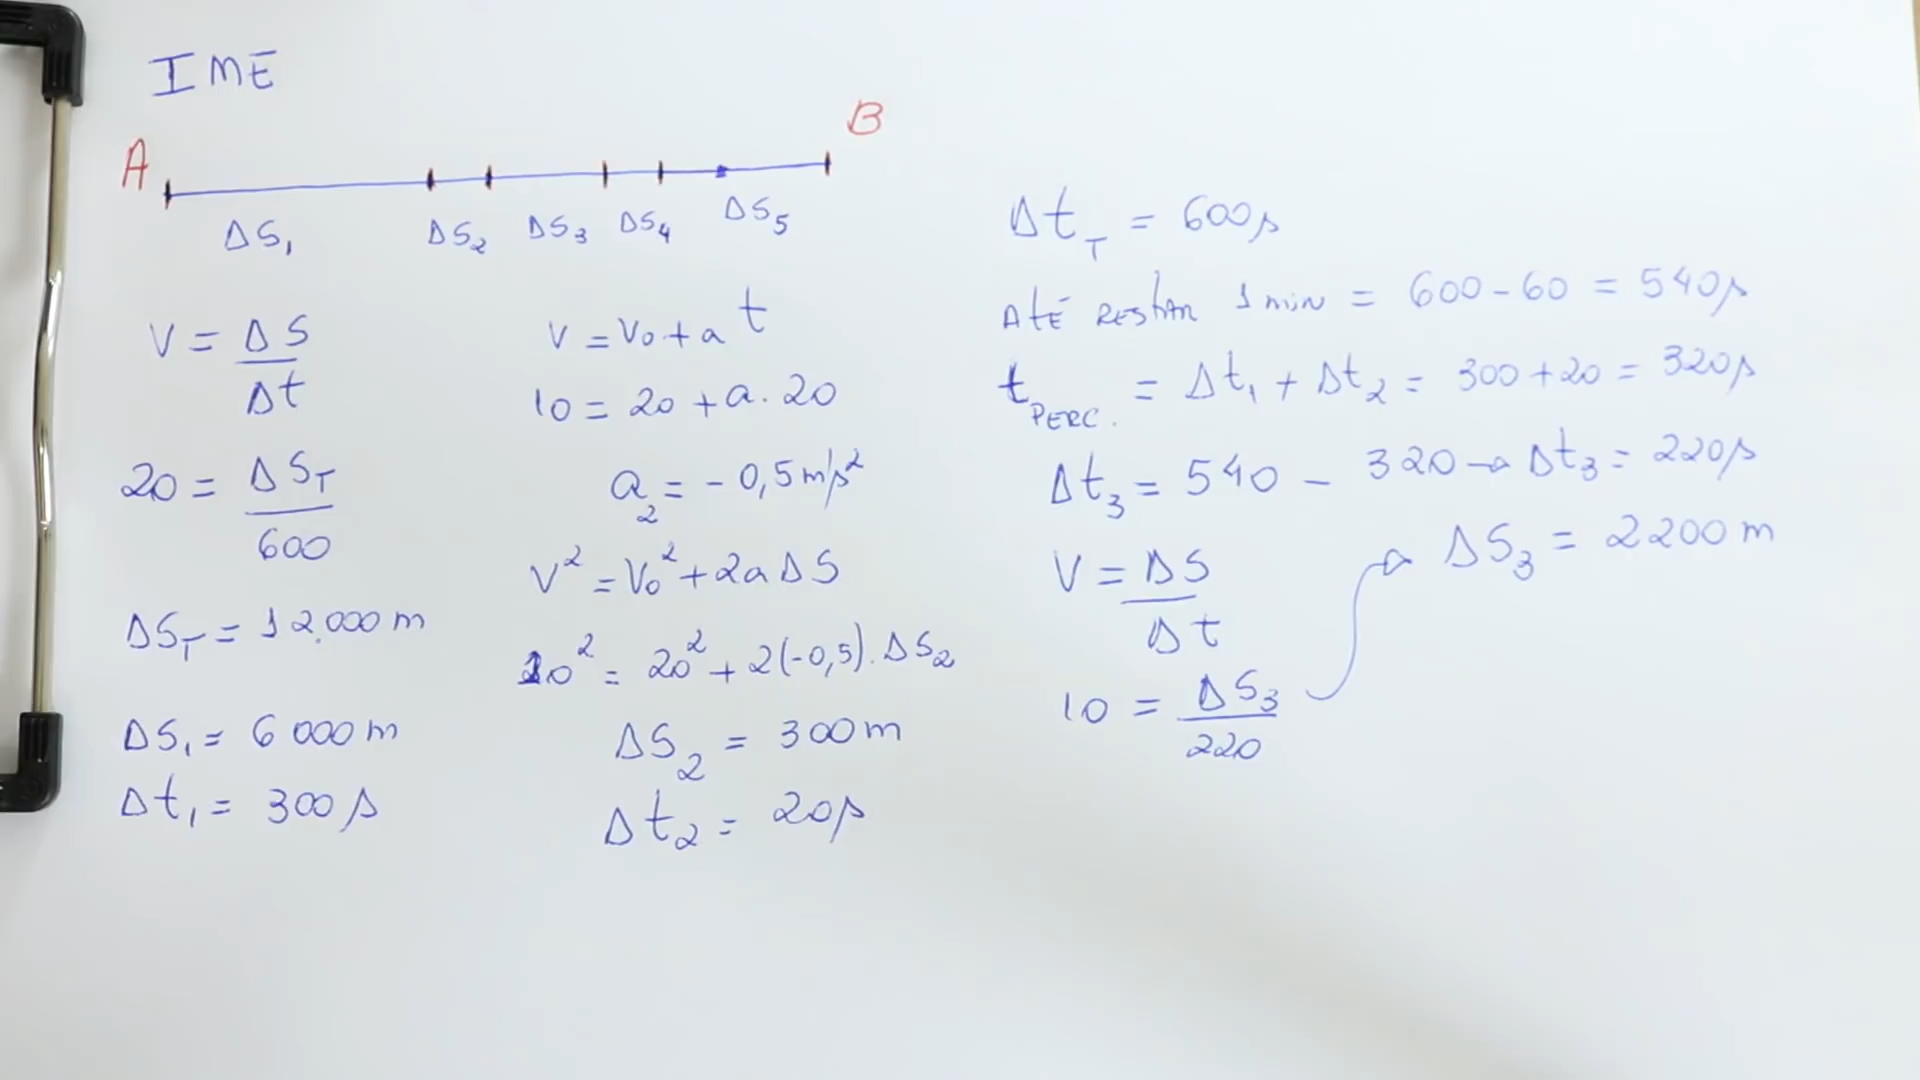 IME
A B
ΔS₁ ΔS₂ ΔS₃ ΔS₄ ΔS₅
V = ΔS/Δt
20 = ΔS_T/600
ΔS_T = 12.000 m
ΔS₁ = 6 000 m
Δt₁ = 300 s
V = V₀ + a t
10 = 20 + a . 20
a₂ = - 0,5 m/s²
V² = V₀² + 2a ΔS
10² = 20² + 2(-0,5) . ΔS₂
ΔS₂ = 300 m
Δt₂ = 20 s
Δt_T = 600 s
ATÉ RESTAR 1 min = 600 - 60 = 540 s
t_PERC. = Δt₁ + Δt₂ = 300 + 20 = 320 s
Δt₃ = 540 - 320 → Δt₃ = 220 s
V = ΔS/Δt
10 = ΔS₃/220 → ΔS₃ = 2200 m